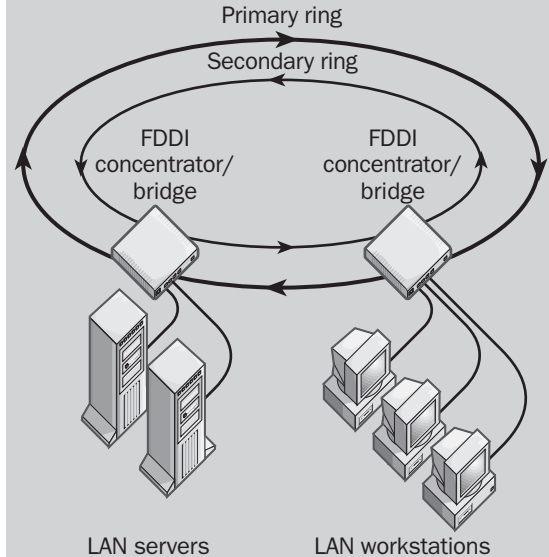 Primary ring
Secondary ring
FDDI
concentrator/
bridge
FDDI
concentrator/
bridge
LAN servers
LAN workstations